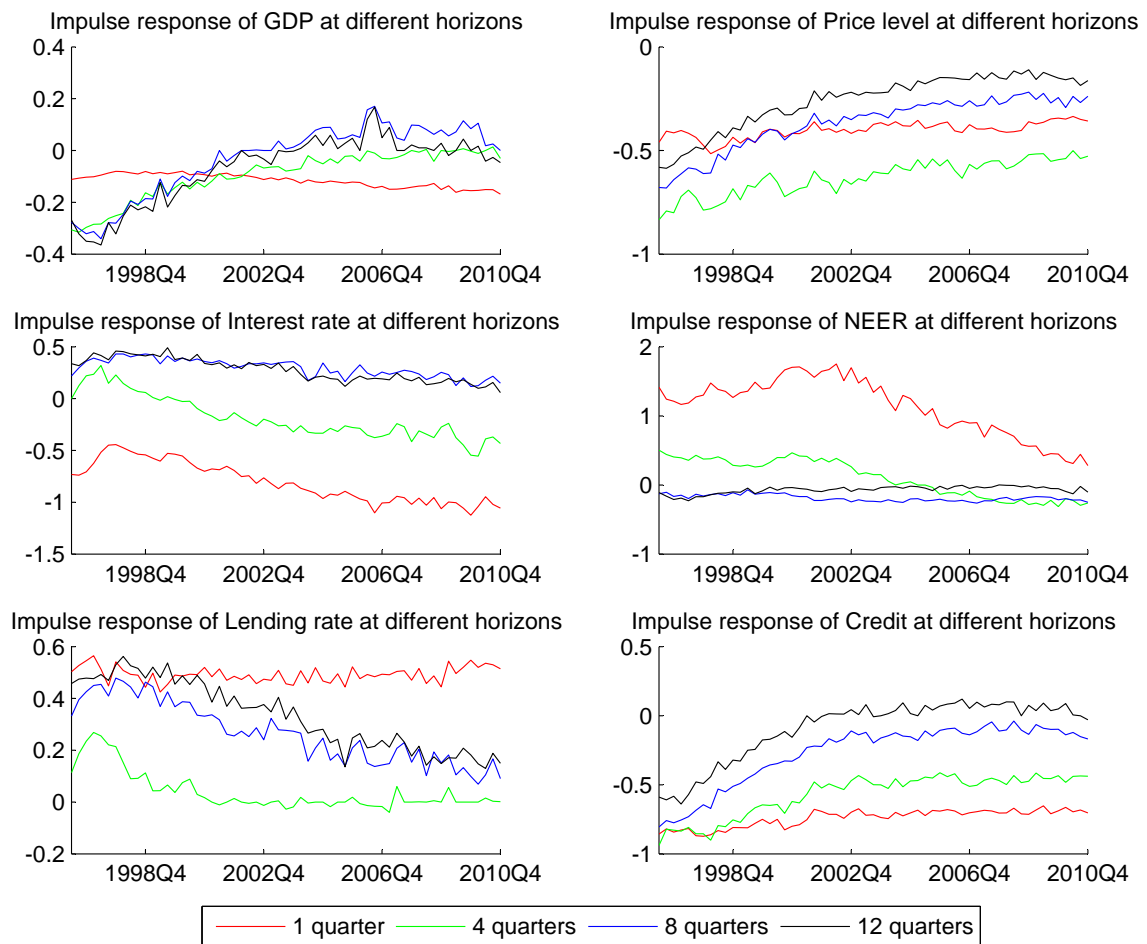 Impulse response of GDP at different horizons
0.4
0.2
0
-0.2
-0.4
1998Q4 2002Q4 2006Q4 2010Q4
Impulse response of Price level at different horizons
0
-0.5
-1
1998Q4 2002Q4 2006Q4 2010Q4
Impulse response of Interest rate at different horizons
0.5
0
-0.5
-1
-1.5
1998Q4 2002Q4 2006Q4 2010Q4
Impulse response of NEER at different horizons
2
1
0
-1
1998Q4 2002Q4 2006Q4 2010Q4
Impulse response of Lending rate at different horizons
0.6
0.4
0.2
0
-0.2
1998Q4 2002Q4 2006Q4 2010Q4
Impulse response of Credit at different horizons
0.5
0
-0.5
-1
1998Q4 2002Q4 2006Q4 2010Q4
1 quarter 4 quarters 8 quarters 12 quarters